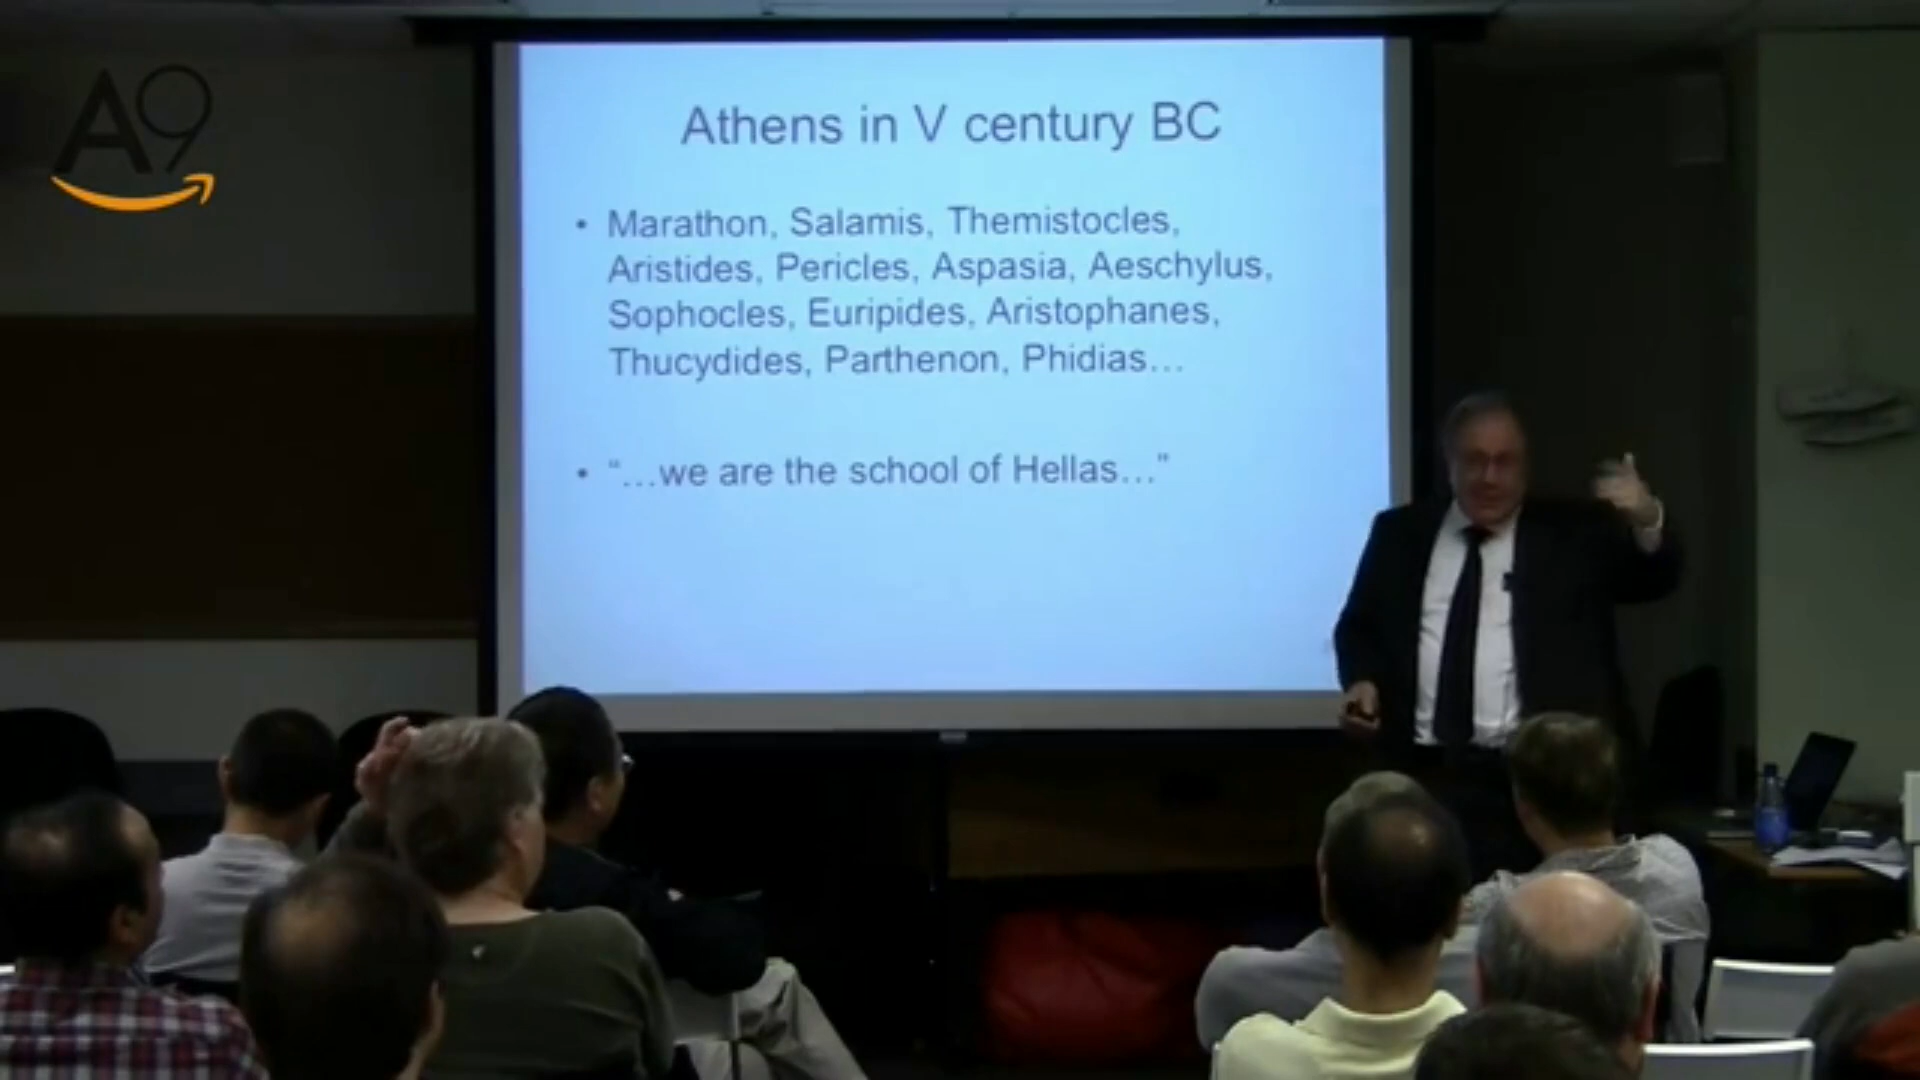 A9
Athens in V century BC
• Marathon, Salamis, Themistocles,
Aristides, Pericles, Aspasia, Aeschylus,
Sophocles, Euripides, Aristophanes,
Thucydides, Parthenon, Phidias…
• “…we are the school of Hellas…”